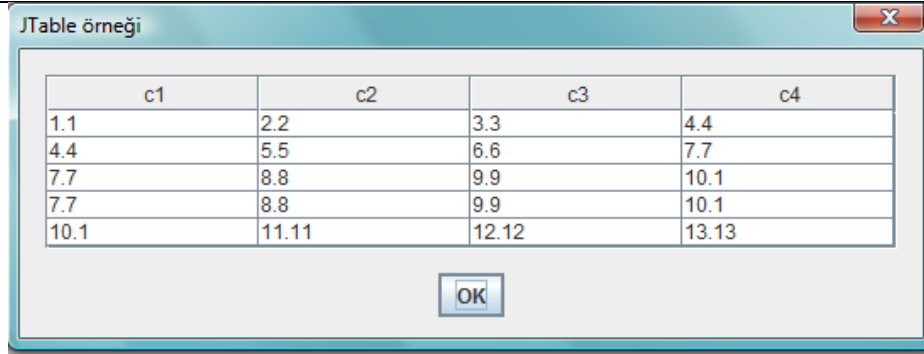 JTable örneği
c1 c2 c3 c4
1.1 2.2 3.3 4.4
4.4 5.5 6.6 7.7
7.7 8.8 9.9 10.1
7.7 8.8 9.9 10.1
10.1 11.11 12.12 13.13
OK